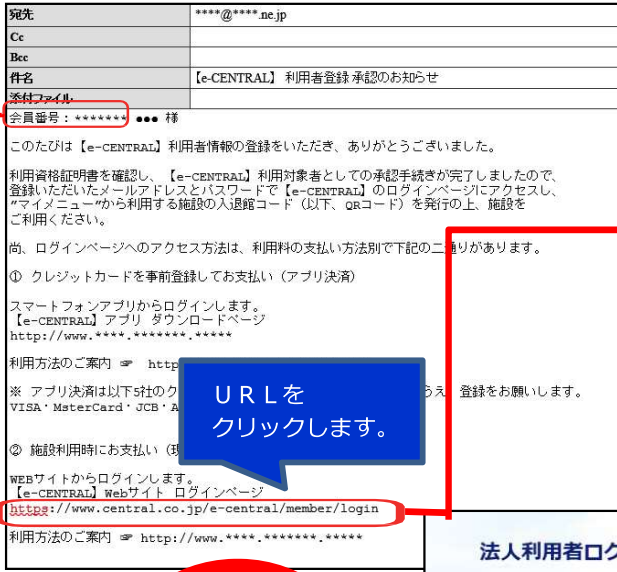 宛先 ****@****.ne.jp
Cc
Bcc
件名 【e-CENTRAL】 利用者登録 承認のお知らせ
添付ファイル
会員番号：******* ●●● 様
このたびは【e-CENTRAL】利用者情報の登録をいただき、ありがとうございました。
利用資格証明書を確認し、【e-CENTRAL】利用対象者としての承認手続きが完了しましたので、
登録いただいたメールアドレスとパスワードで【e-CENTRAL】のログインページにアクセスし、
"マイメニュー"から利用する施設の入退館コード（以下、QRコード）を発行の上、施設を
ご利用ください。
尚、ログインページへのアクセス方法は、利用料の支払い方法別で下記の二通りがあります。
① クレジットカードを事前登録してお支払い（アプリ決済）
スマートフォンアプリからログインします。
【e-CENTRAL】アプリ ダウンロードページ
http://www.****.*******.*****
利用方法のご案内 ☞ http
※ アプリ決済は以下5社のク うえ 登録をお願いします。
VISA・MsterCard・JCB・A
URLを
クリックします。
② 施設利用時にお支払い（現
WEBサイトからログインします。
【e-CENTRAL】Webサイト ログインページ
https://www.central.co.jp/e-central/member/login
利用方法のご案内 ☞ http://www.****.*******.*****
法人利用者ログ